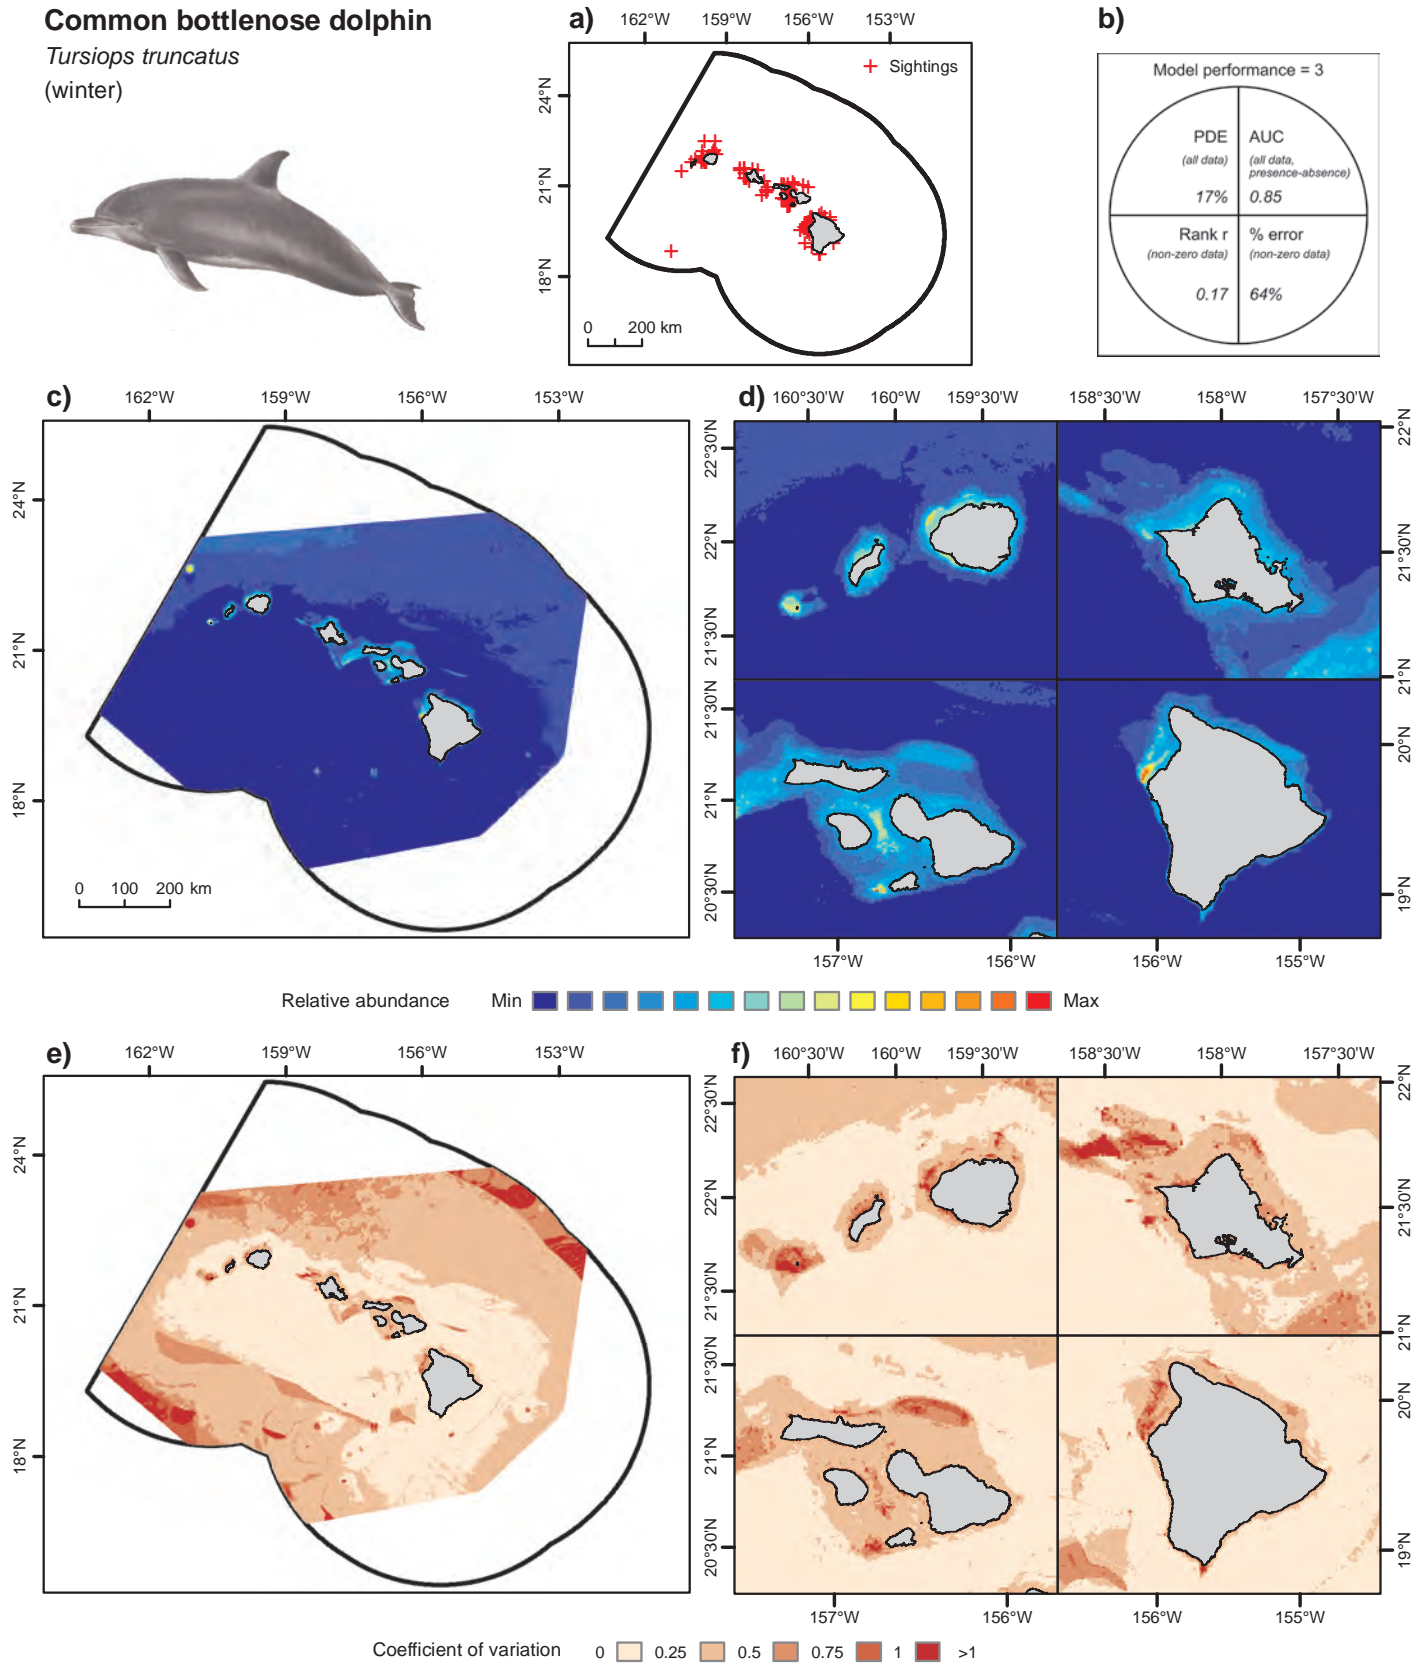 Common bottlenose dolphin
Tursiops truncatus
(winter)
a)
162°W 159°W 156°W 153°W
24°N
21°N
18°N
Sightings
0 200 km
b)
Model performance = 3
PDE
(all data)
17%
AUC
(all data,
presence-absence)
0.85
Rank r
(non-zero data)
0.17
% error
(non-zero data)
64%
c)
162°W 159°W 156°W 153°W
24°N
21°N
18°N
0 100 200 km
d)
160°30'W 160°W 159°30'W 158°30'W 158°W 157°30'W
22°30'N
22°N
21°30'N
21°30'N
21°N
20°30'N
22°N
21°30'N
21°N
20°N
19°N
157°W 156°W 156°W 155°W
Relative abundance Min Max
e)
162°W 159°W 156°W 153°W
24°N
21°N
18°N
f)
160°30'W 160°W 159°30'W 158°30'W 158°W 157°30'W
22°30'N
22°N
21°30'N
21°30'N
21°N
20°30'N
22°N
21°30'N
21°N
20°N
19°N
157°W 156°W 156°W 155°W
Coefficient of variation 0 0.25 0.5 0.75 1 >1